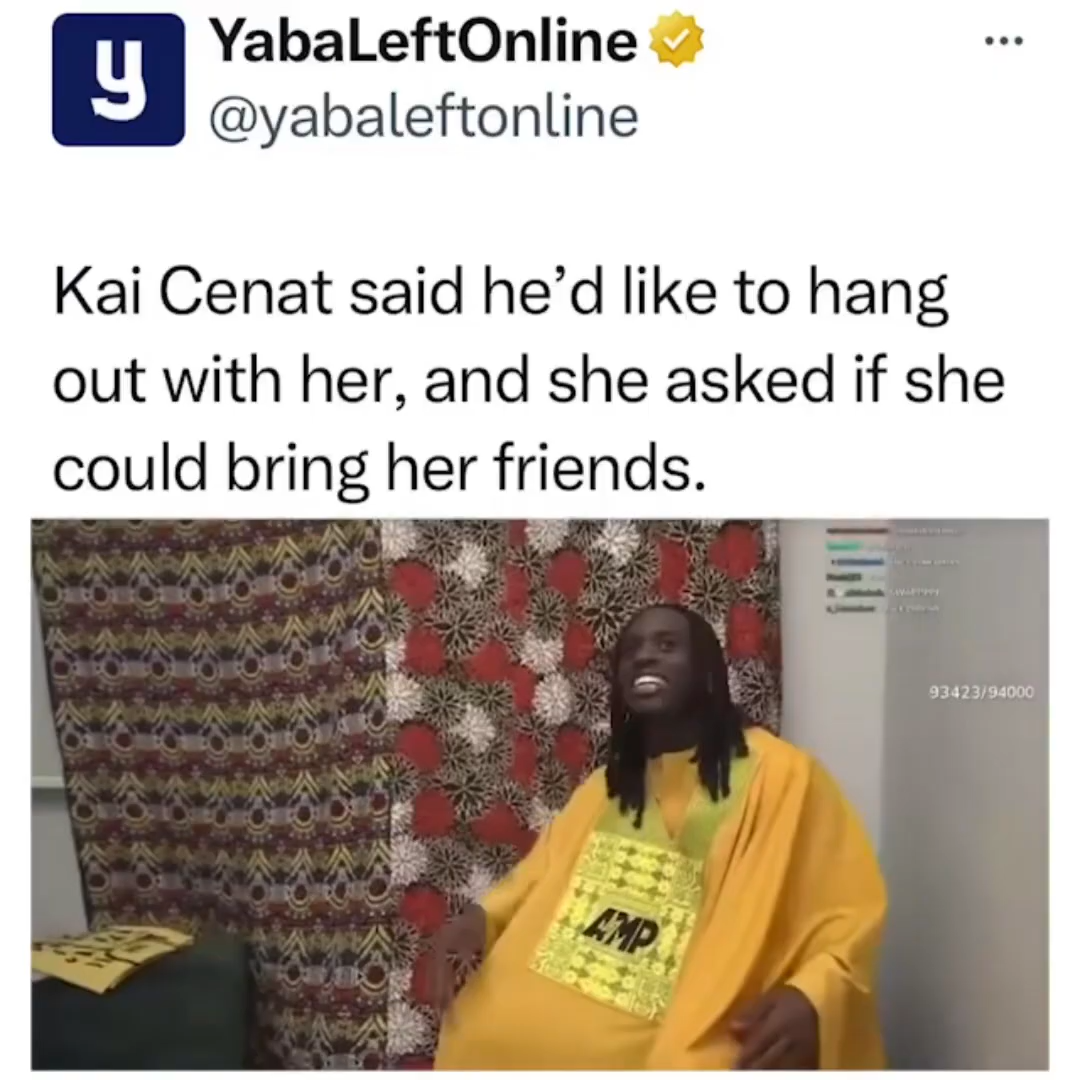 y
YabaLeftOnline
@yabaleftonline
Kai Cenat said he’d like to hang
out with her, and she asked if she
could bring her friends.
93423/94000
AMP